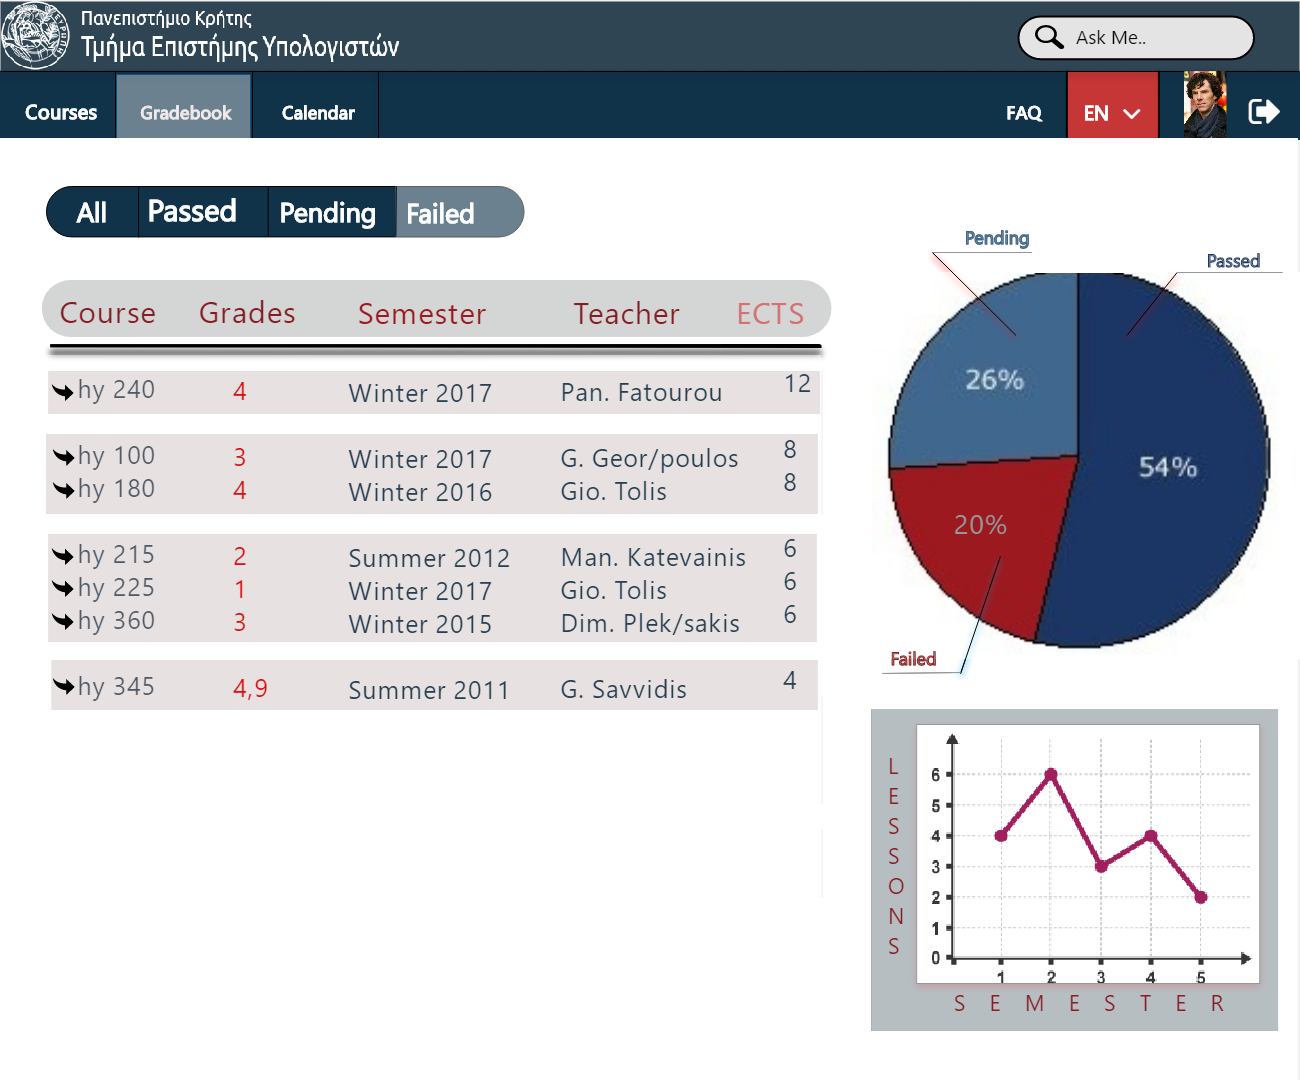 Πανεπιστήμιο Κρήτης
Τμήμα Επιστήμης Υπολογιστών
Ask Me..
Courses Gradebook Calendar FAQ EN
All Passed Pending Failed
Course Grades Semester Teacher ECTS
hy 240 4 Winter 2017 Pan. Fatourou 12
hy 100 3 Winter 2017 G. Geor/poulos 8
hy 180 4 Winter 2016 Gio. Tolis 8
hy 215 2 Summer 2012 Man. Katevainis 6
hy 225 1 Winter 2017 Gio. Tolis 6
hy 360 3 Winter 2015 Dim. Plek/sakis 6
hy 345 4,9 Summer 2011 G. Savvidis 4
Pending
Passed
26%
54%
20%
Failed
LESSONS
6
5
4
3
2
1
0
1 2 3 4 5
S E M E S T E R